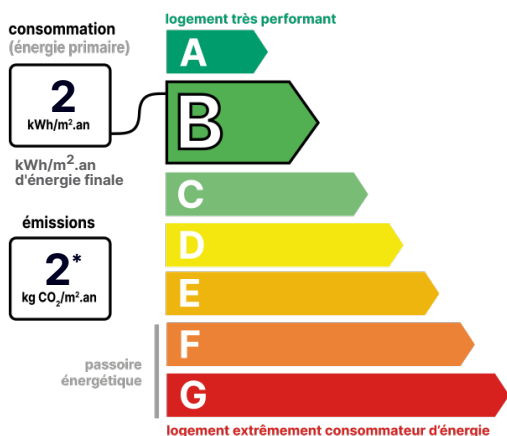 logement très performant
consommation
(énergie primaire)
2
kWh/m².an
kWh/m².an
d'énergie finale
émissions
2*
kg CO₂/m².an
passoire
énergétique
A
B
C
D
E
F
G
logement extrêmement consommateur d’énergie